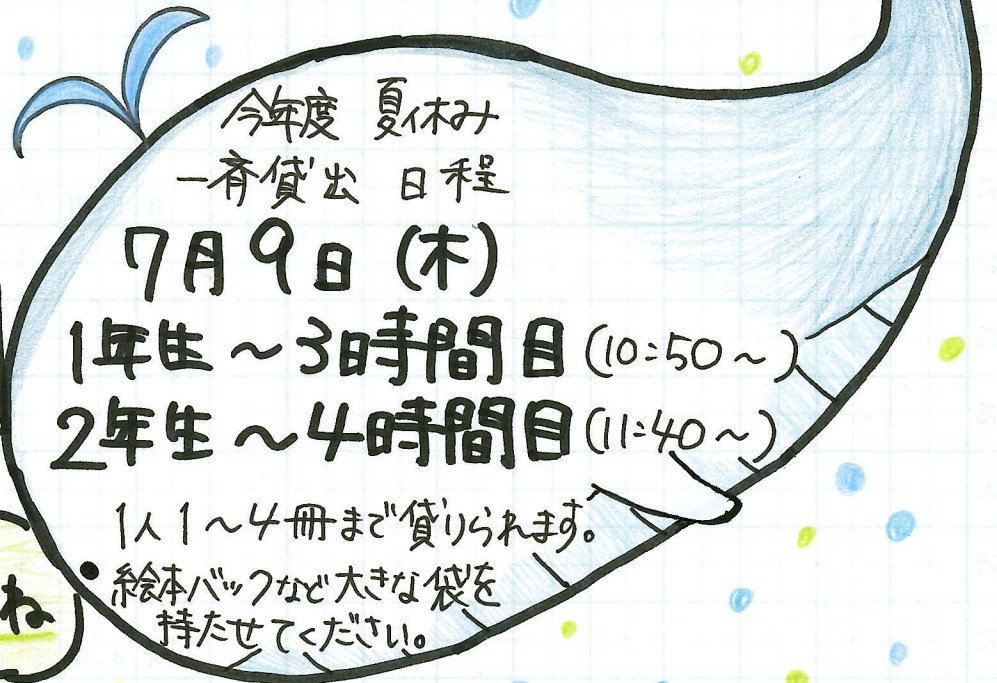 今年度 夏休み
一斉貸出 日程
7月9日(木)
1年生～3時間目(10:50～)
2年生～4時間目(11:40～)
1人1～4冊まで貸りられます。
・絵本バックなど大きな袋を
持たせてください。
ね